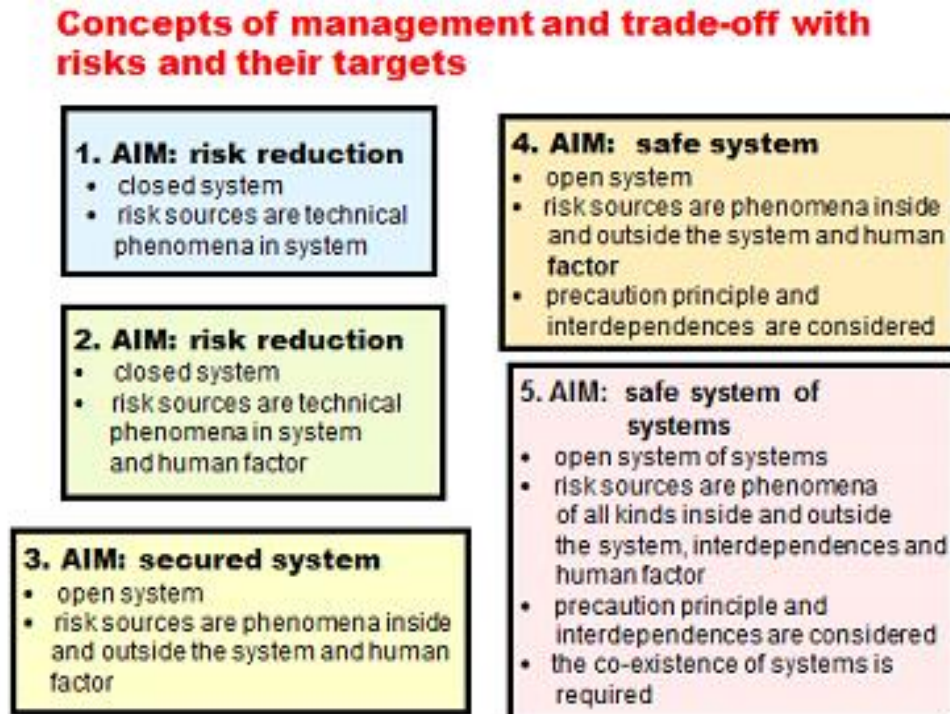 Concepts of management and trade-off with
risks and their targets
1. AIM: risk reduction
• closed system
• risk sources are technical
phenomena in system
2. AIM: risk reduction
• closed system
• risk sources are technical
phenomena in system
and human factor
3. AIM: secured system
• open system
• risk sources are phenomena inside
and outside the system and human
factor
4. AIM: safe system
• open system
• risk sources are phenomena inside
and outside the system and human
factor
• precaution principle and
interdependences are considered
5. AIM: safe system of
systems
• open system of systems
• risk sources are phenomena
of all kinds inside and outside
the system, interdependences and
human factor
• precaution principle and
interdependences are considered
• the co-existence of systems is
required